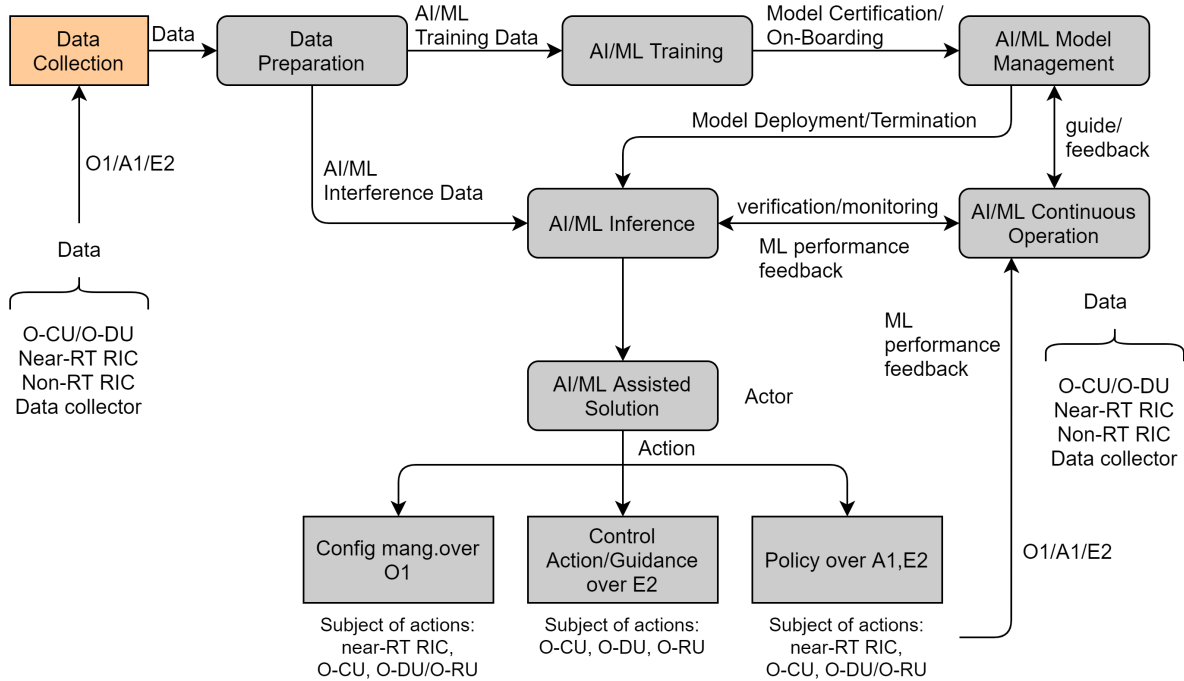 Data
Collection
Data
Data
Preparation
AI/ML
Training Data
AI/ML Training
Model Certification/
On-Boarding
AI/ML Model
Management
Model Deployment/Termination
guide/
feedback
O1/A1/E2
AI/ML
Interference Data
AI/ML Inference
verification/monitoring
ML performance
feedback
AI/ML Continuous
Operation
Data
O-CU/O-DU
Near-RT RIC
Non-RT RIC
Data collector
ML
performance
feedback
Data
O-CU/O-DU
Near-RT RIC
Non-RT RIC
Data collector
AI/ML Assisted
Solution
Actor
Action
Config mang.over
O1
Control
Action/Guidance
over E2
Policy over A1,E2
O1/A1/E2
Subject of actions:
near-RT RIC,
O-CU, O-DU/O-RU
Subject of actions:
O-CU, O-DU, O-RU
Subject of actions:
near-RT RIC,
O-CU, O-DU/O-RU